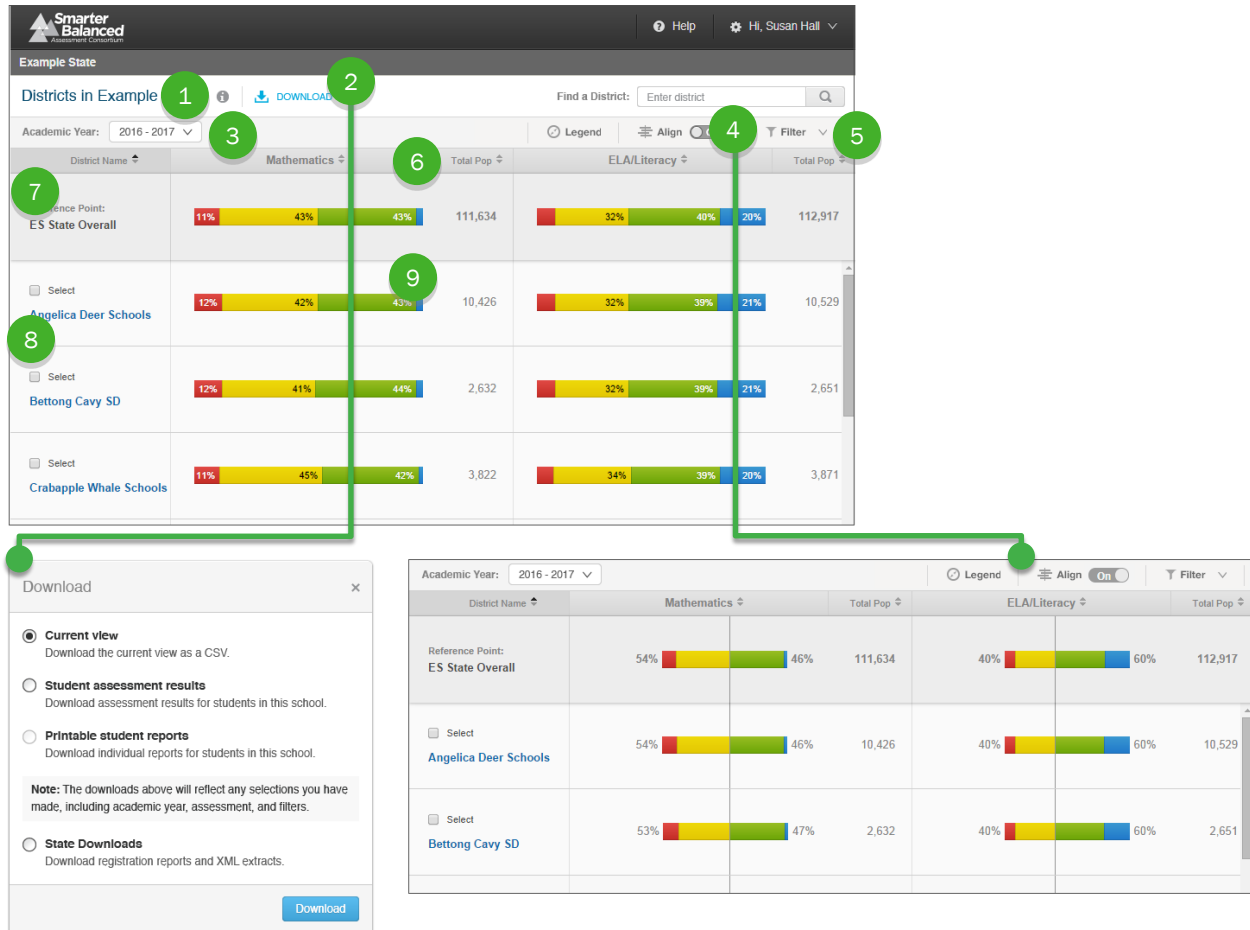 Smarter
Balanced
Assessment Consortium
Help
Hi, Susan Hall
Example State
Districts in Example
1
DOWNLOAD
2
Find a District:
Enter district
Academic Year:
2016 - 2017
3
Legend
Align
4
Filter
5
District Name
Mathematics
6
Total Pop
ELA/Literacy
Total Pop
7
Reference Point:
ES State Overall
11% 43% 43% 111,634 32% 40% 20% 112,917
9
Select
Angelica Deer Schools
12% 42% 43% 10,426 32% 39% 21% 10,529
8
Select
Bettong Cavy SD
12% 41% 44% 2,632 32% 39% 21% 2,651
Select
Crabapple Whale Schools
11% 45% 42% 3,822 34% 39% 20% 3,871
Download
×
Current view
Download the current view as a CSV.
Student assessment results
Download assessment results for students in this school.
Printable student reports
Download individual reports for students in this school.
Note: The downloads above will reflect any selections you have
made, including academic year, assessment, and filters.
State Downloads
Download registration reports and XML extracts.
Download
Academic Year:
2016 - 2017
Legend
Align
On
Filter
District Name
Mathematics
Total Pop
ELA/Literacy
Total Pop
Reference Point:
ES State Overall
54% 46% 111,634 40% 60% 112,917
Select
Angelica Deer Schools
54% 46% 10,426 40% 60% 10,529
Select
Bettong Cavy SD
53% 47% 2,632 40% 60% 2,651